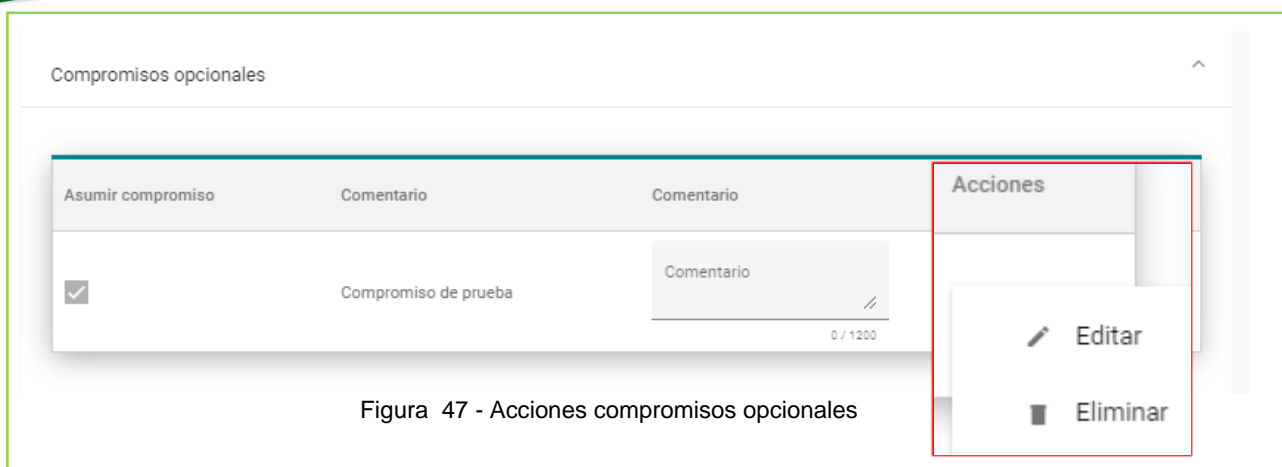 Compromisos opcionales
Asumir compromiso Comentario Comentario Acciones
Compromiso de prueba Comentario
0 / 1200
Editar
Eliminar
Figura 47 - Acciones compromisos opcionales